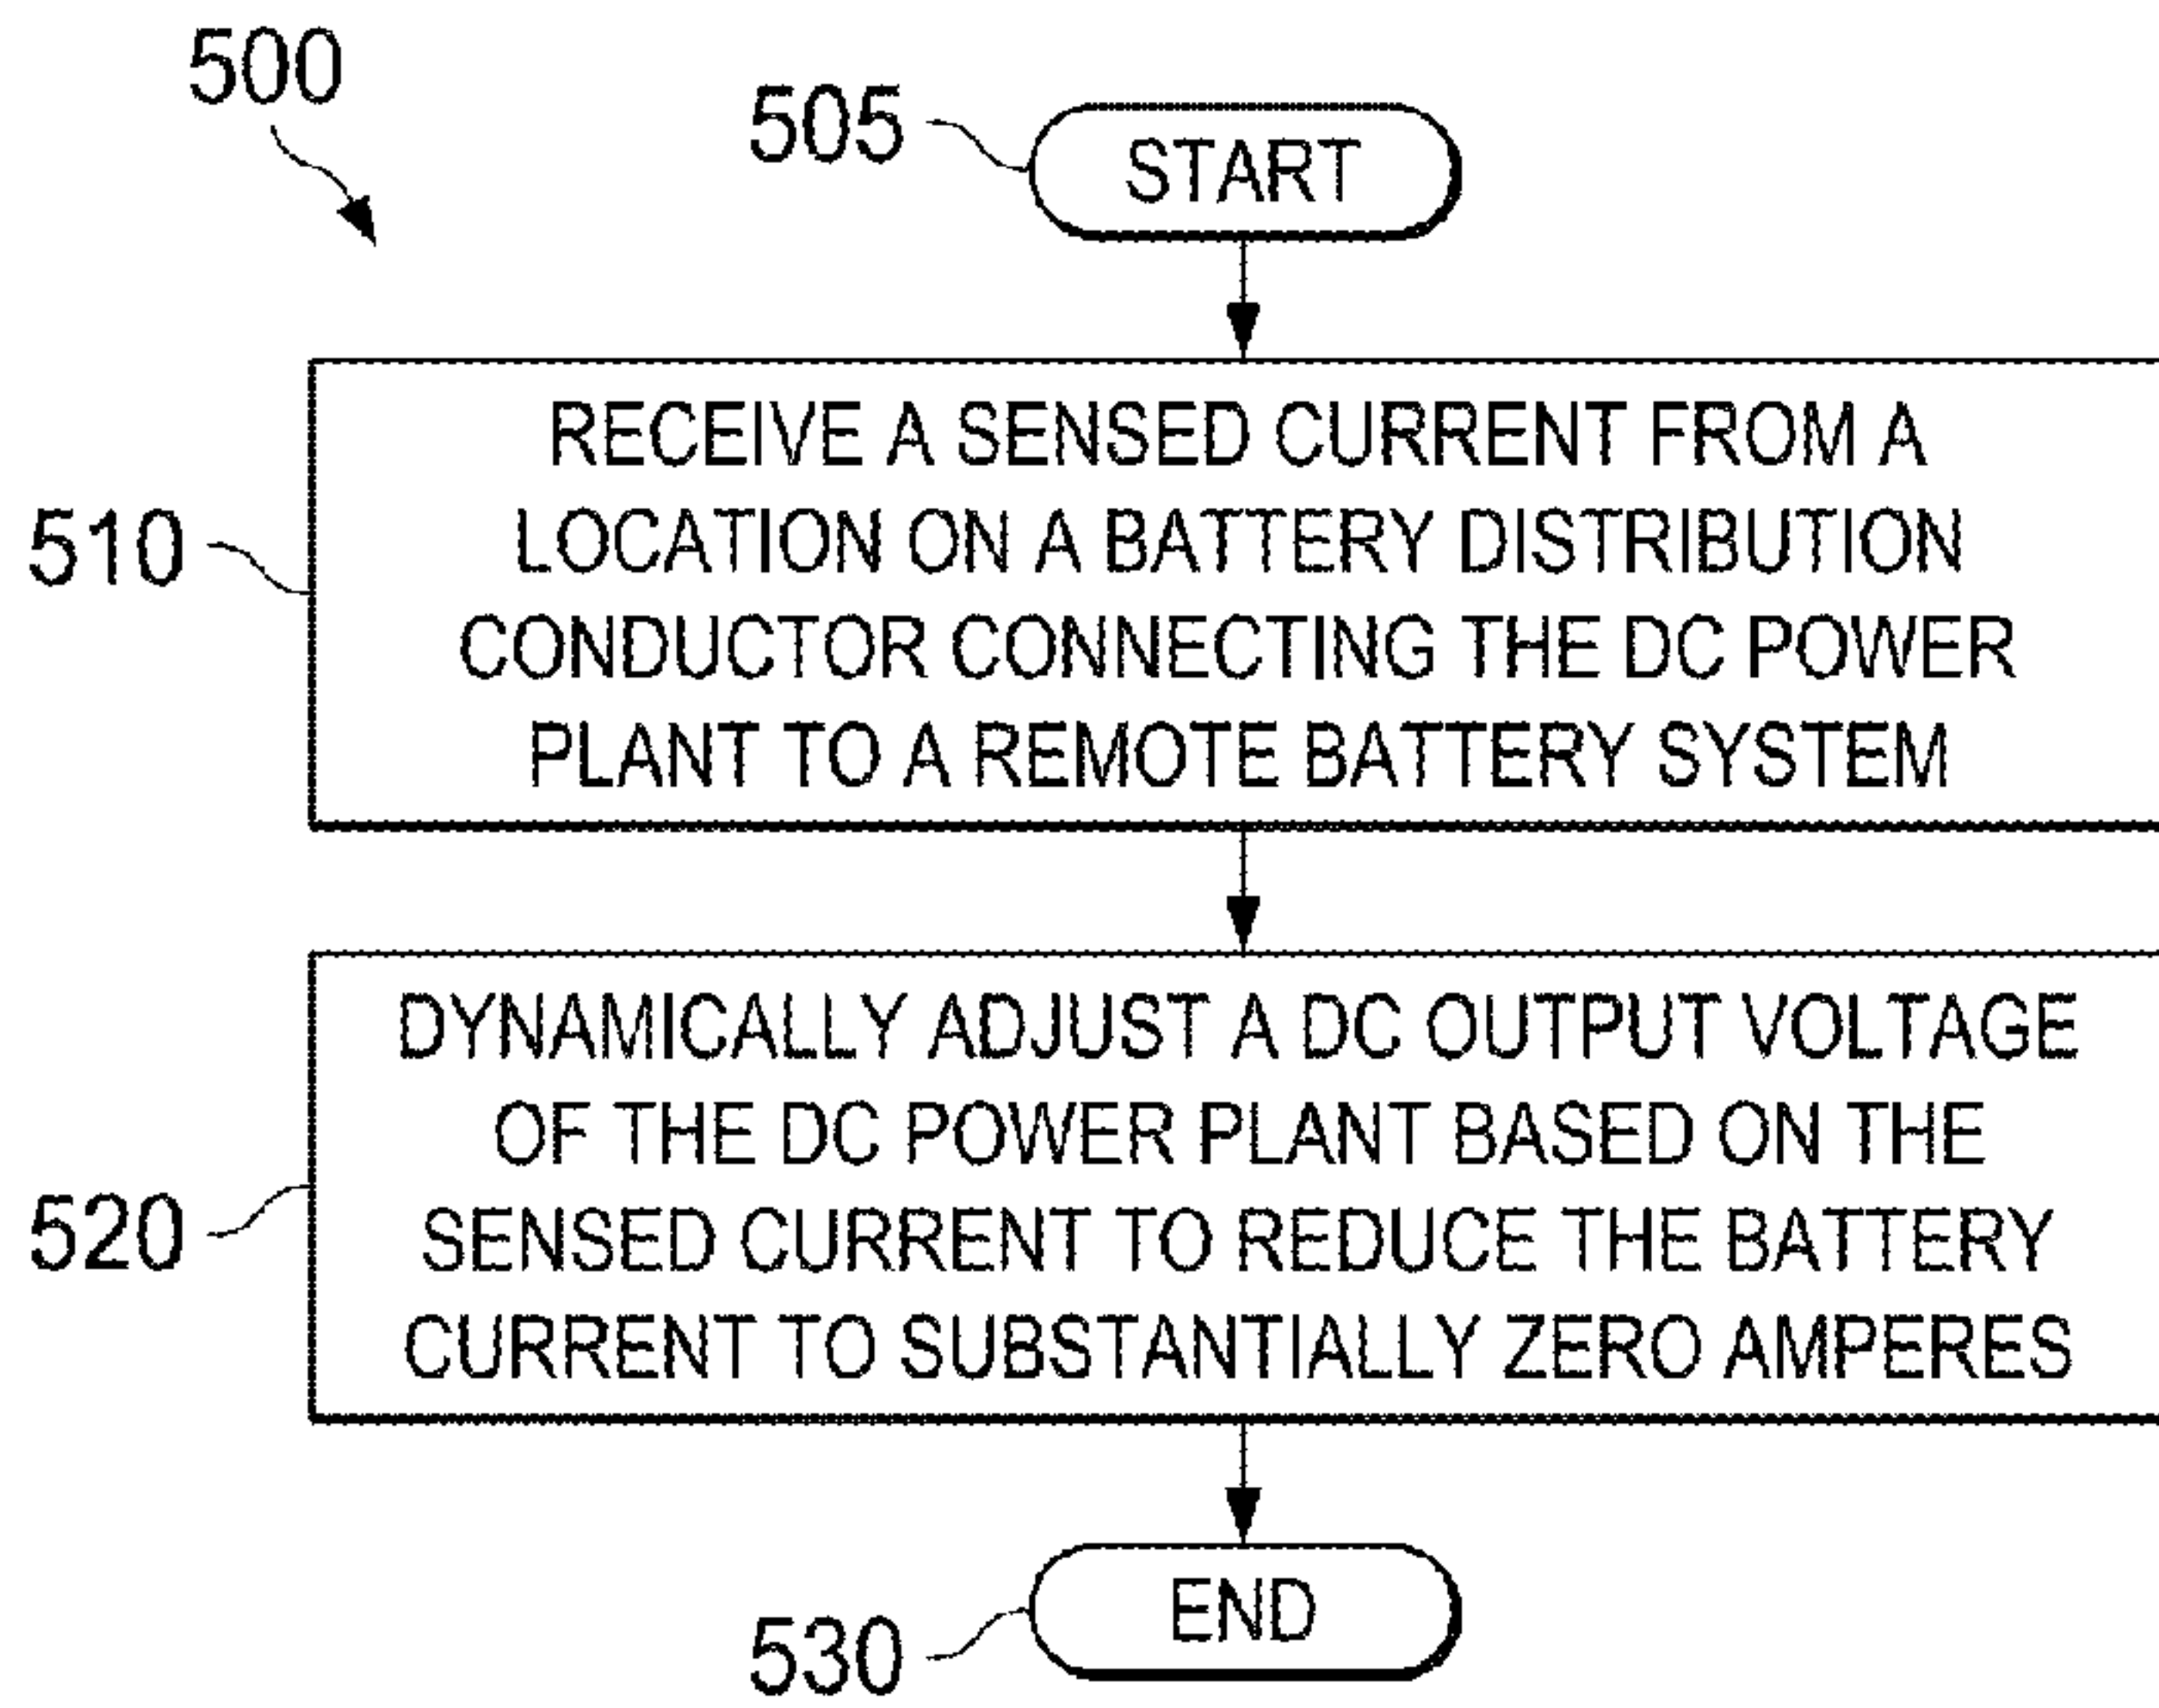 500
505
START
510
RECEIVE A SENSED CURRENT FROM A
LOCATION ON A BATTERY DISTRIBUTION
CONDUCTOR CONNECTING THE DC POWER
PLANT TO A REMOTE BATTERY SYSTEM
520
DYNAMICALLY ADJUST A DC OUTPUT VOLTAGE
OF THE DC POWER PLANT BASED ON THE
SENSED CURRENT TO REDUCE THE BATTERY
CURRENT TO SUBSTANTIALLY ZERO AMPERES
530
END